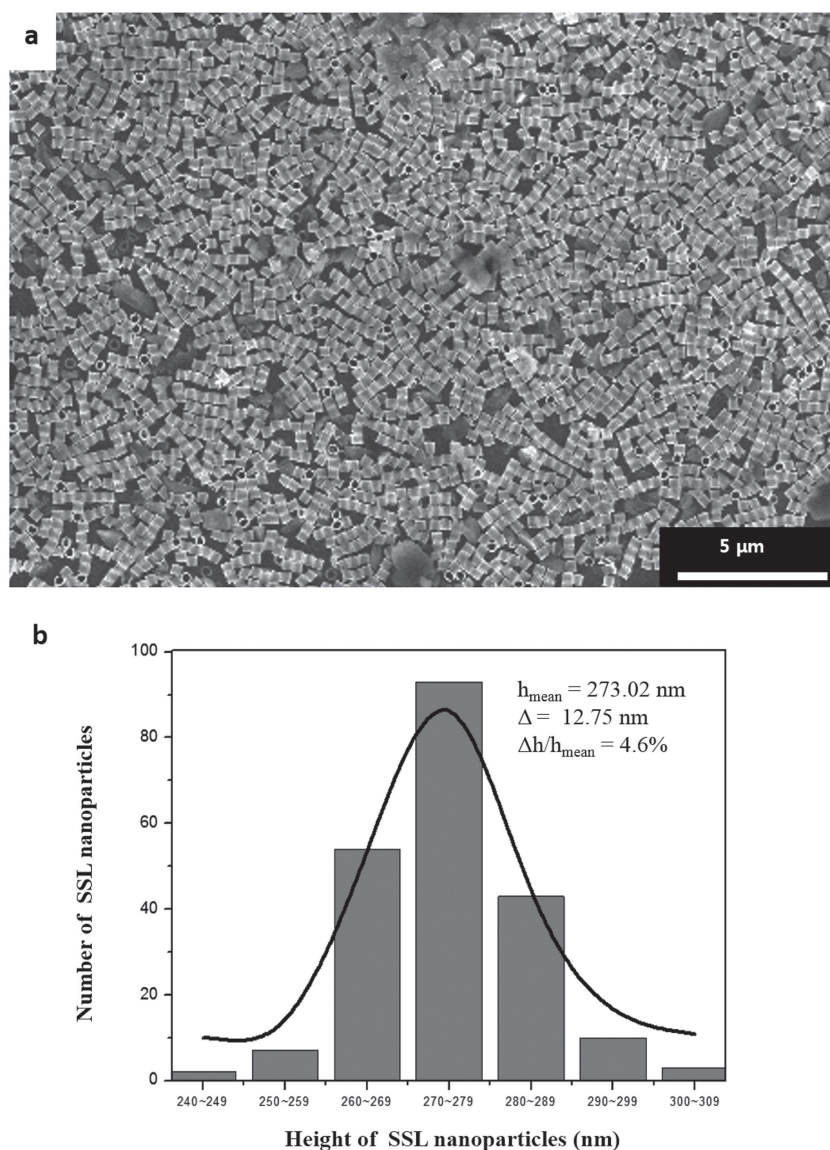 a
5 µm
b
h_mean = 273.02 nm
Δ = 12.75 nm
Δh/h_mean = 4.6%
100
80
60
40
20
0
Number of SSL nanoparticles
240~249 250~259 260~269 270~279 280~289 290~299 300~309
Height of SSL nanoparticles (nm)